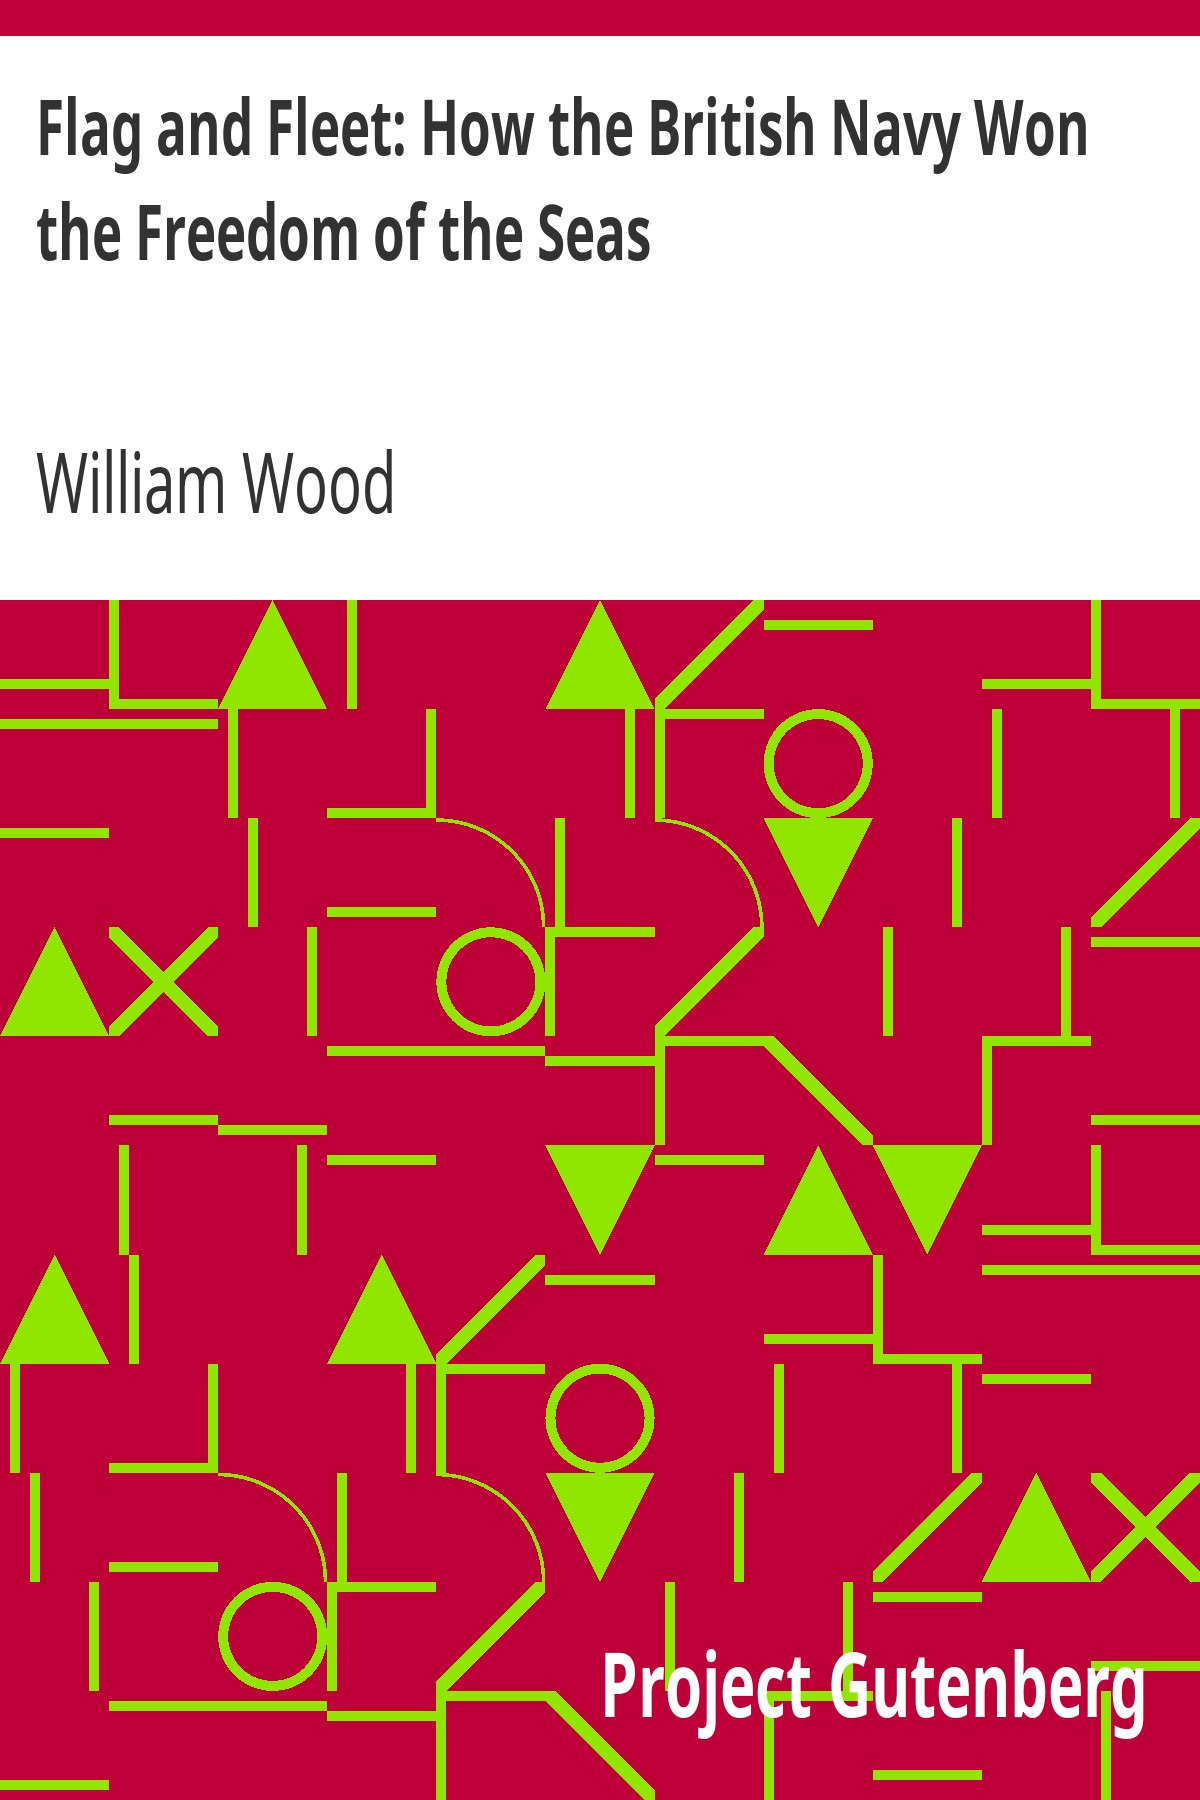 Flag and Fleet: How the British Navy Won
the Freedom of the Seas
William Wood
Project Gutenberg